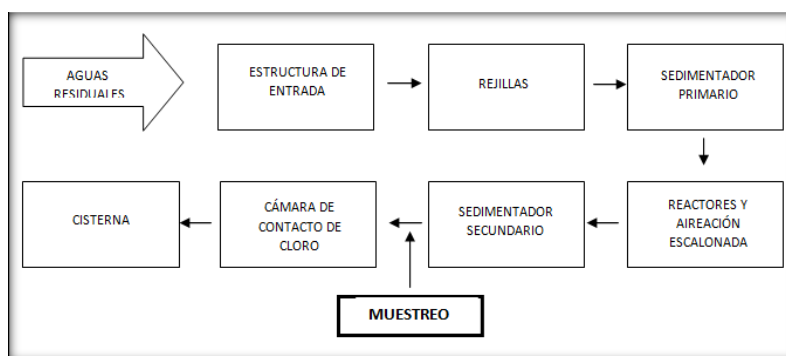 AGUAS
RESIDUALES
ESTRUCTURA DE
ENTRADA
REJILLAS
SEDIMENTADOR
PRIMARIO
REACTORES Y
AIREACIÓN
ESCALONADA
SEDIMENTADOR
SECUNDARIO
CÁMARA DE
CONTACTO DE
CLORO
CISTERNA
MUESTREO